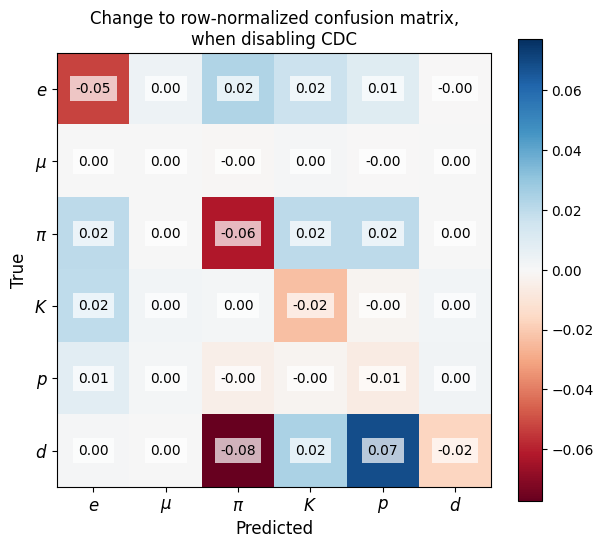 Change to row-normalized confusion matrix,
when disabling CDC
e -0.05 0.00 0.02 0.02 0.01 -0.00
μ 0.00 0.00 -0.00 0.00 -0.00 0.00
π 0.02 0.00 -0.06 0.02 0.02 0.00
K 0.02 0.00 0.00 -0.02 -0.00 0.00
p 0.01 0.00 -0.00 -0.00 -0.01 0.00
d 0.00 0.00 -0.08 0.02 0.07 -0.02
e μ π K p d
Predicted
True
0.06
0.04
0.02
0.00
−0.02
−0.04
−0.06